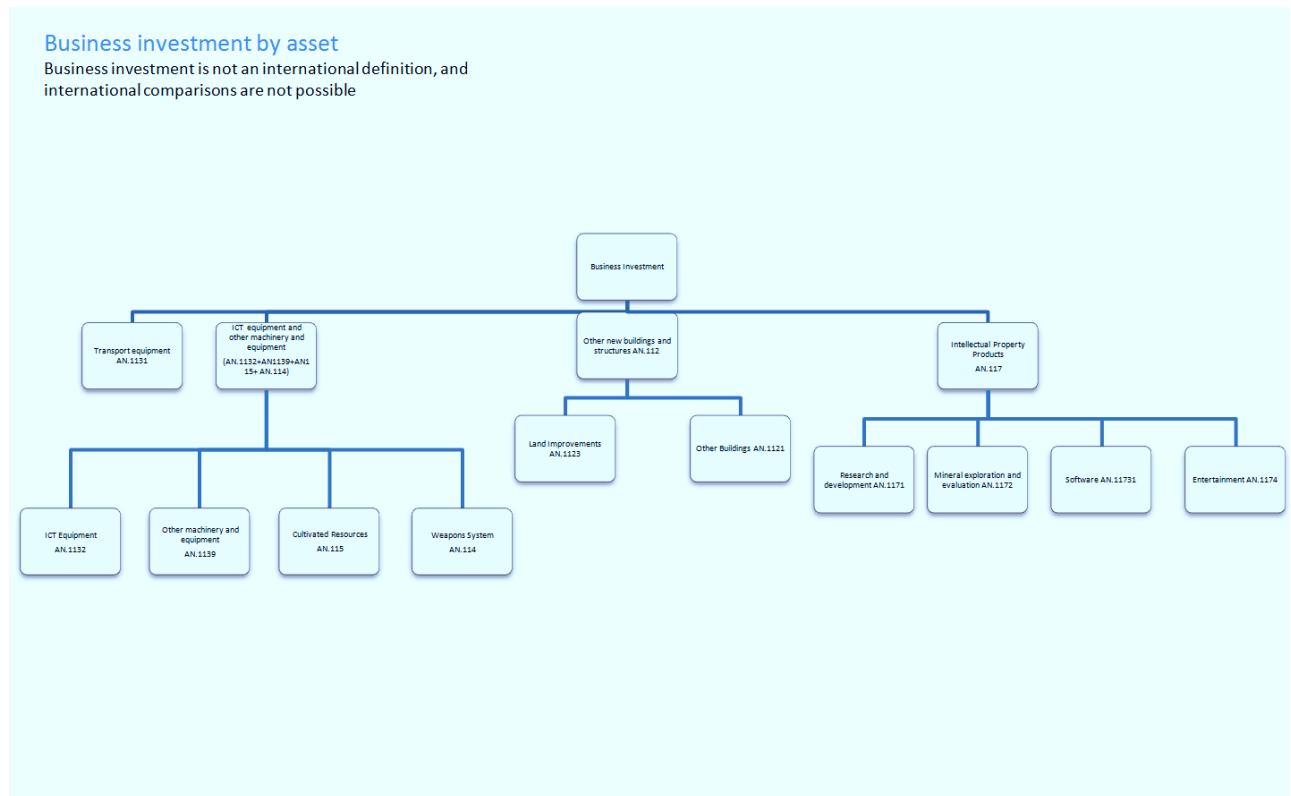 Business investment by asset
Business investment is not an international definition, and
international comparisons are not possible
Business Investment
Transport equipment
AN.1131
ICT equipment and
other machinery and
equipment
(AN.1132+AN1139+AN1
15+ AN.114)
Other new buildings and
structures AN.112
Intellectual Property
Products
AN.117
Land Improvements
AN.1123
Other Buildings AN.1121
Research and
development AN.1171
Mineral exploration and
evaluation AN.1172
Software AN.11731
Entertainment AN.1174
ICT Equipment
AN.1132
Other machinery and
equipment
AN.1139
Cultivated Resources
AN.115
Weapons System
AN.114